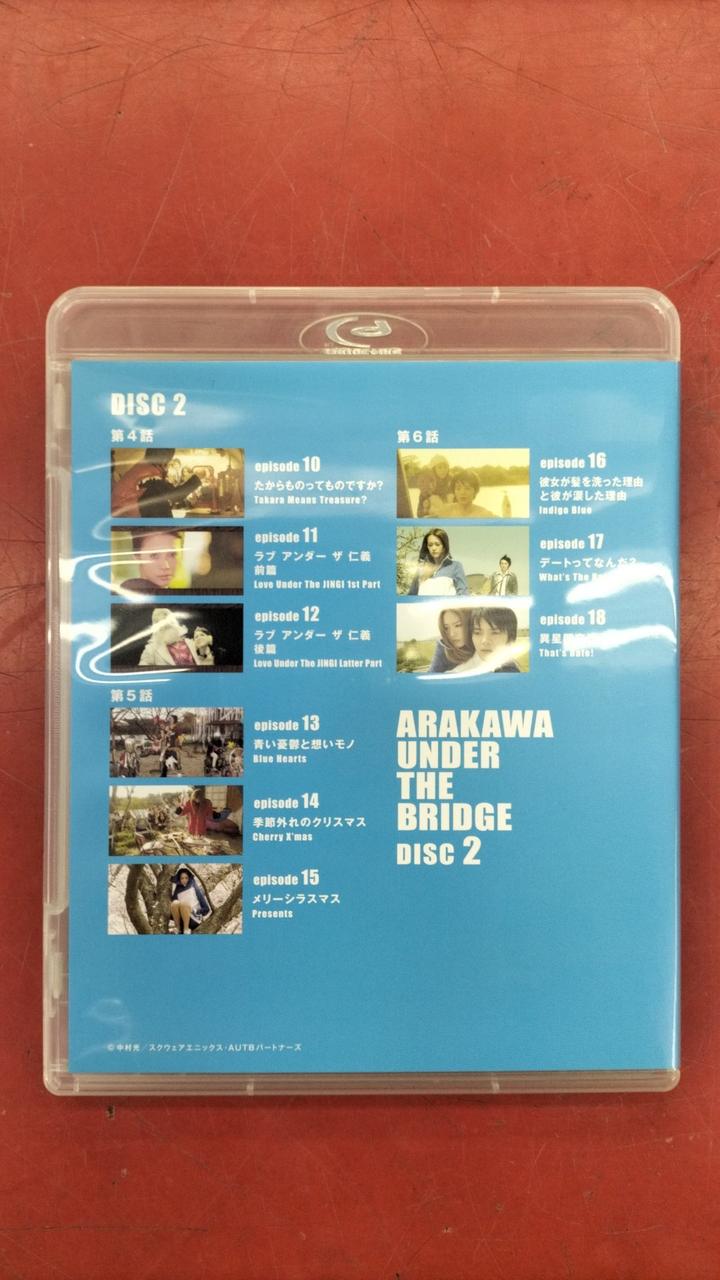 DISC 2
第4話
episode 10
たからものってものですか?
Takara Means Treasure?
episode 11
ラブ アンダー ザ 仁義
前篇
Love Under The JINGI 1st Part
episode 12
ラブ アンダー ザ 仁義
後篇
Love Under The JINGI Latter Part
第5話
episode 13
青い憂鬱と想いモノ
Blue Hearts
episode 14
季節外れのクリスマス
Cherry X'mas
episode 15
メリーシラスマス
Presents
第6話
episode 16
彼女が髪を洗った理由
と彼が涙した理由
Indigo Blue
episode 17
デートってなんだ?
What's The
episode 18
異星
That's Date!
ARAKAWA
UNDER
THE
BRIDGE
DISC 2
©中村光/スクウェアエニックス・AUTBパートナーズ